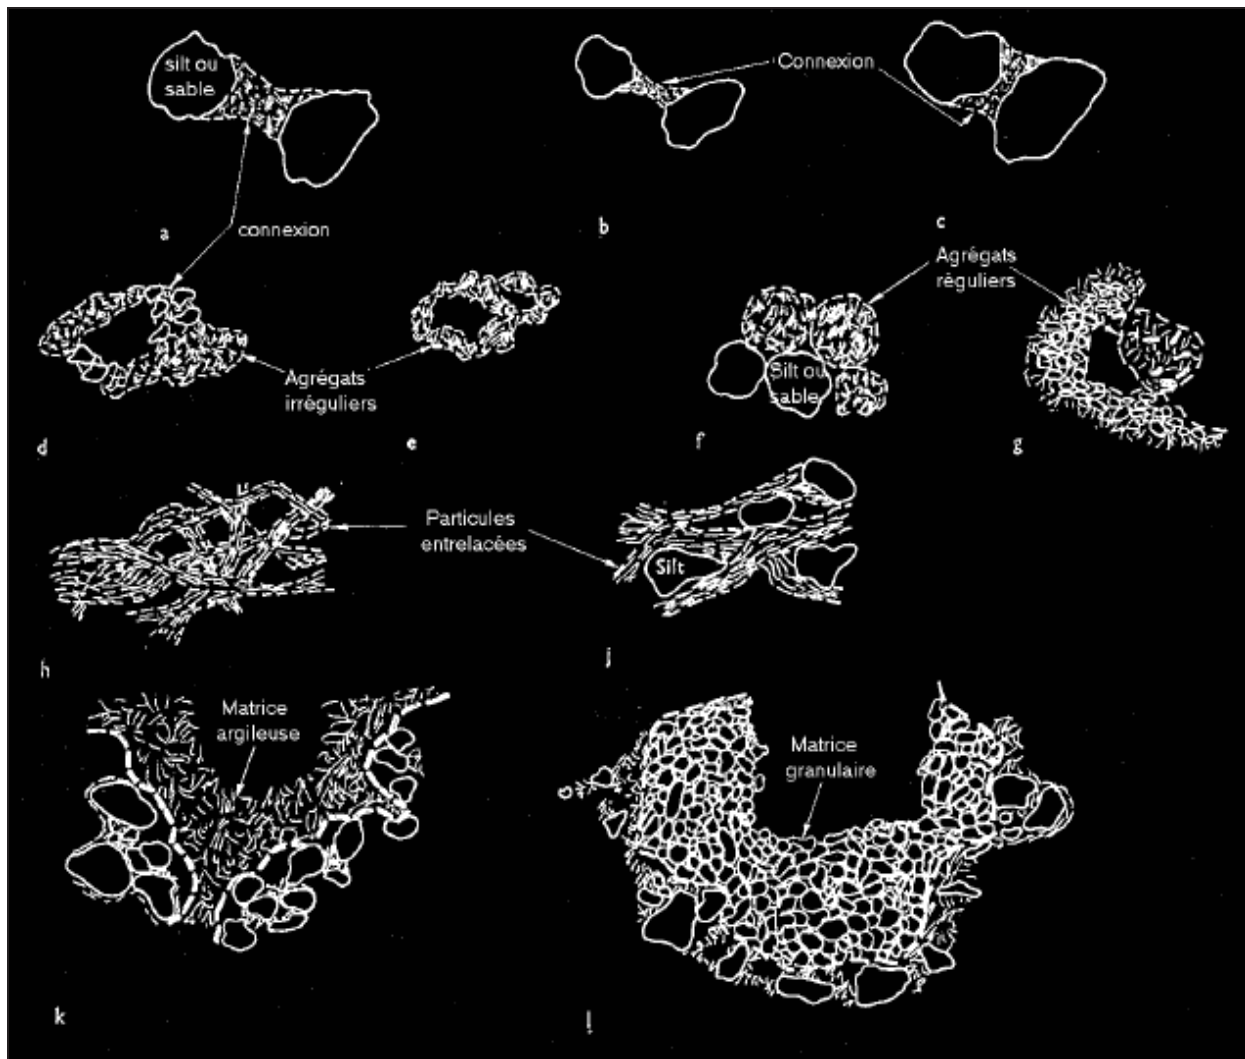 silt ou
sable
Connexion
a
connexion
b
c
Agrégats
réguliers
Agrégats
irréguliers
Silt ou
sable
d
e
f
g
Particules
entrelacées
Silt
h
j
Matrice
argileuse
Matrice
granulaire
k
l